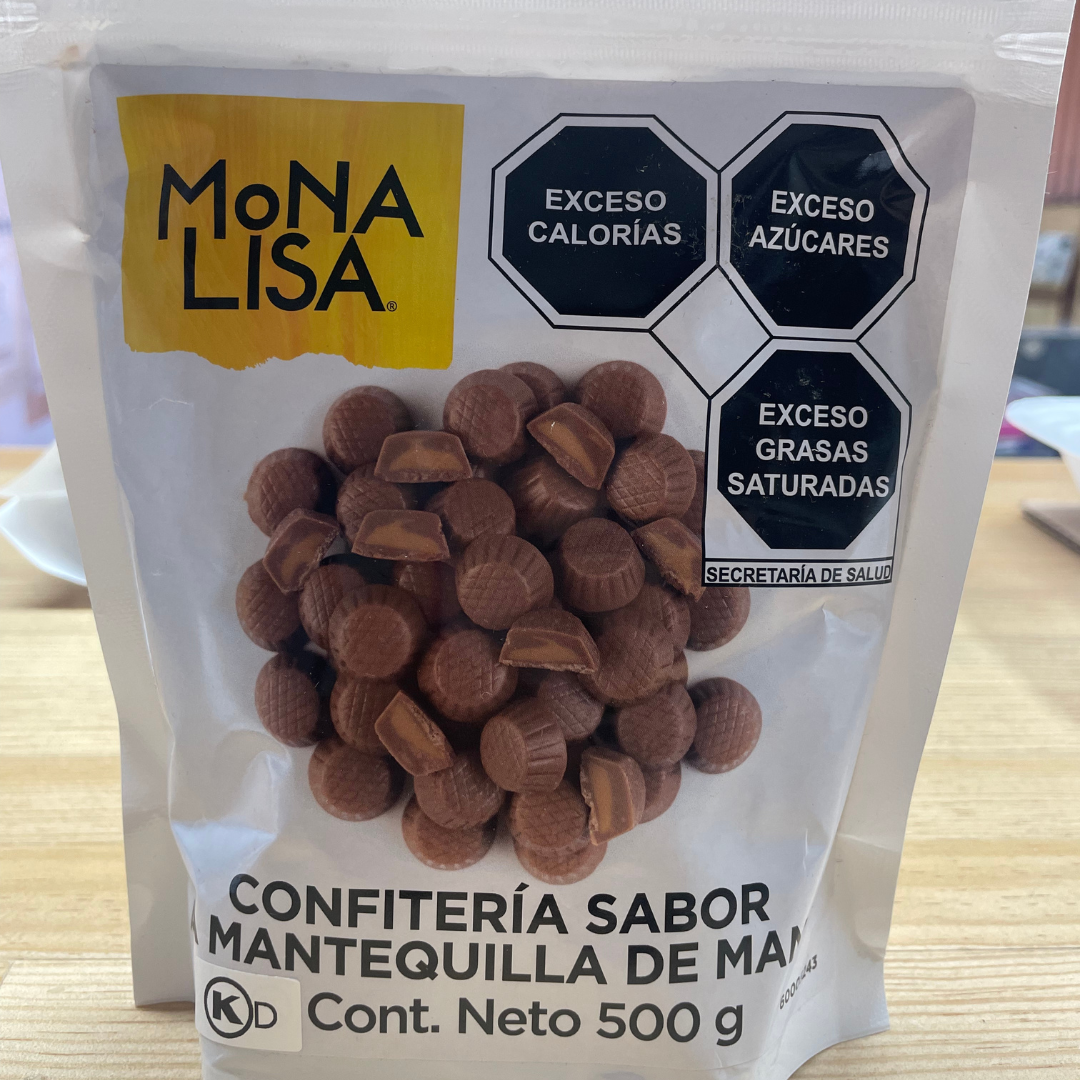 MoNA
LISA®
EXCESO
CALORÍAS
EXCESO
AZÚCARES
EXCESO
GRASAS
SATURADAS
SECRETARÍA DE SALUD
CONFITERÍA SABOR
A MANTEQUILLA DE
KD Cont. Neto 500 g